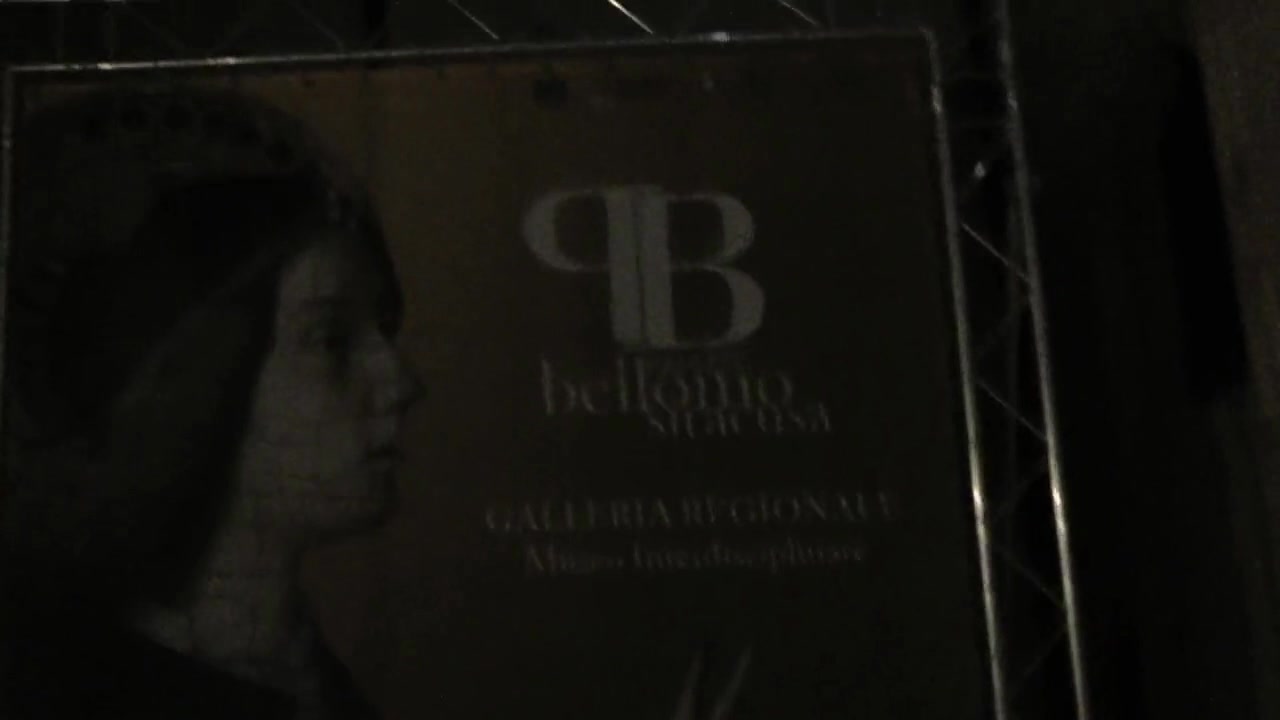 PB
bellomo
siracusa
GALLERIA REGIONALE
Museo Interdisciplinare